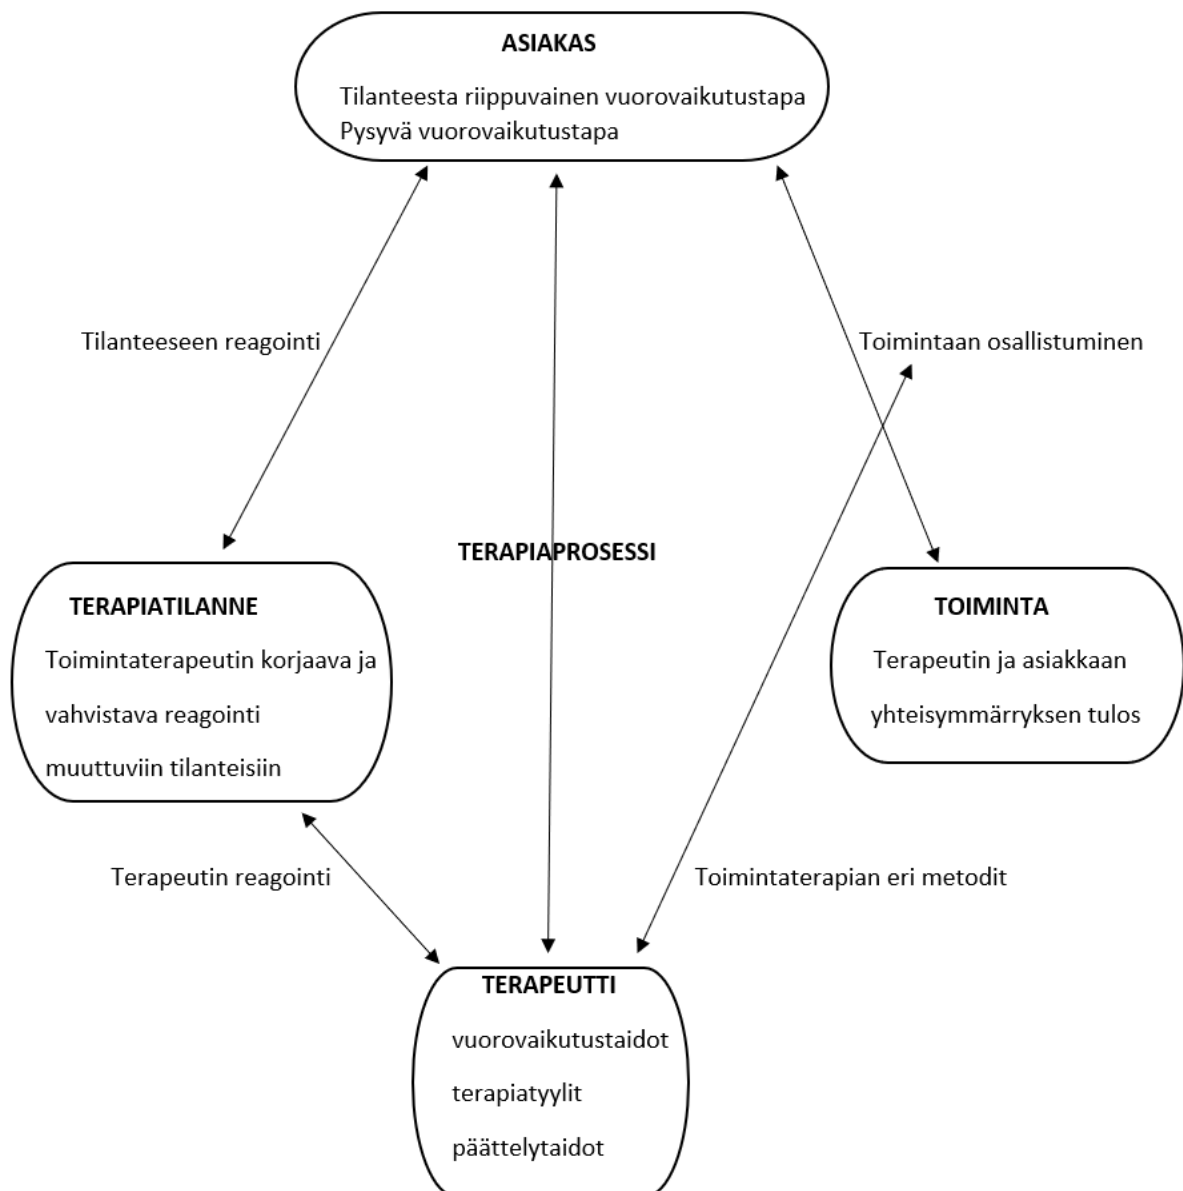 ASIAKAS
Tilanteesta riippuvainen vuorovaikutustapa
Pysyvä vuorovaikutustapa
Tilanteeseen reagointi
Toimintaan osallistuminen
TERAPIAPROSESSI
TERAPIATILANNE
Toimintaterapeutin korjaava ja
vahvistava reagointi
muuttuviin tilanteisiin
TOIMINTA
Terapeutin ja asiakkaan
yhteisymmärryksen tulos
Terapeutin reagointi
Toimintaterapian eri metodit
TERAPEUTTI
vuorovaikutustaidot
terapiatyylit
päättelytaidot